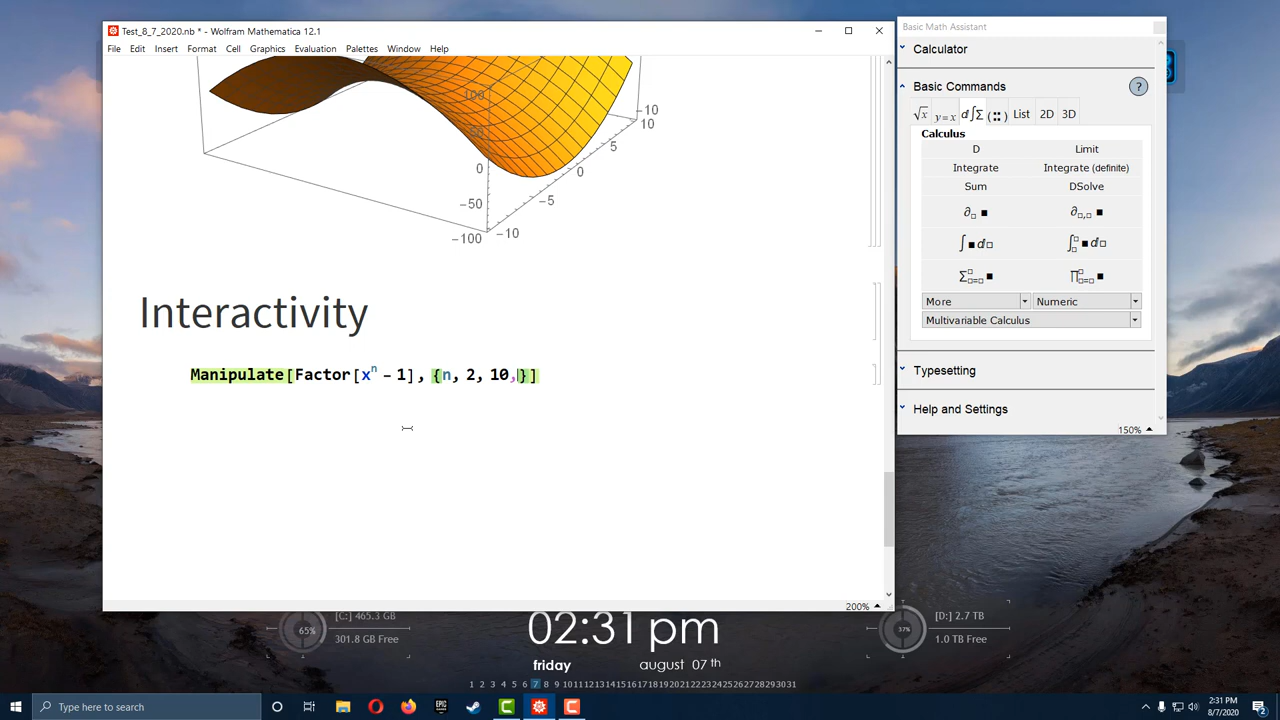 Test_8_7_2020.nb * - Wolfram Mathematica 12.1
File Edit Insert Format Cell Graphics Evaluation Palettes Window Help
100
50
0
−50
−100
−10
−5
0
5
10
−10
Interactivity
Manipulate[Factor[xⁿ – 1], {n, 2, 10,}]
200%
Basic Math Assistant
Calculator
Basic Commands
?
√x y=x d∫Σ (∷) List 2D 3D
Calculus
D Limit
Integrate Integrate (definite)
Sum DSolve
∂□ ■ ∂□,□ ■
∫■ d□ ∫□□ ■ d□
Σ□□=□ ■ ∏□□=□ ■
More Numeric
Multivariable Calculus
Typesetting
Help and Settings
150%
65%
[C:] 465.3 GB
301.8 GB Free
02:31 pm
friday august 07 th
1 2 3 4 5 6 7 8 9 10 11 12 13 14 15 16 17 18 19 20 21 22 23 24 25 26 27 28 29 30 31
37%
[D:] 2.7 TB
1.0 TB Free
Type here to search
EPIC GAMES
2:31 PM
8/7/2020
2